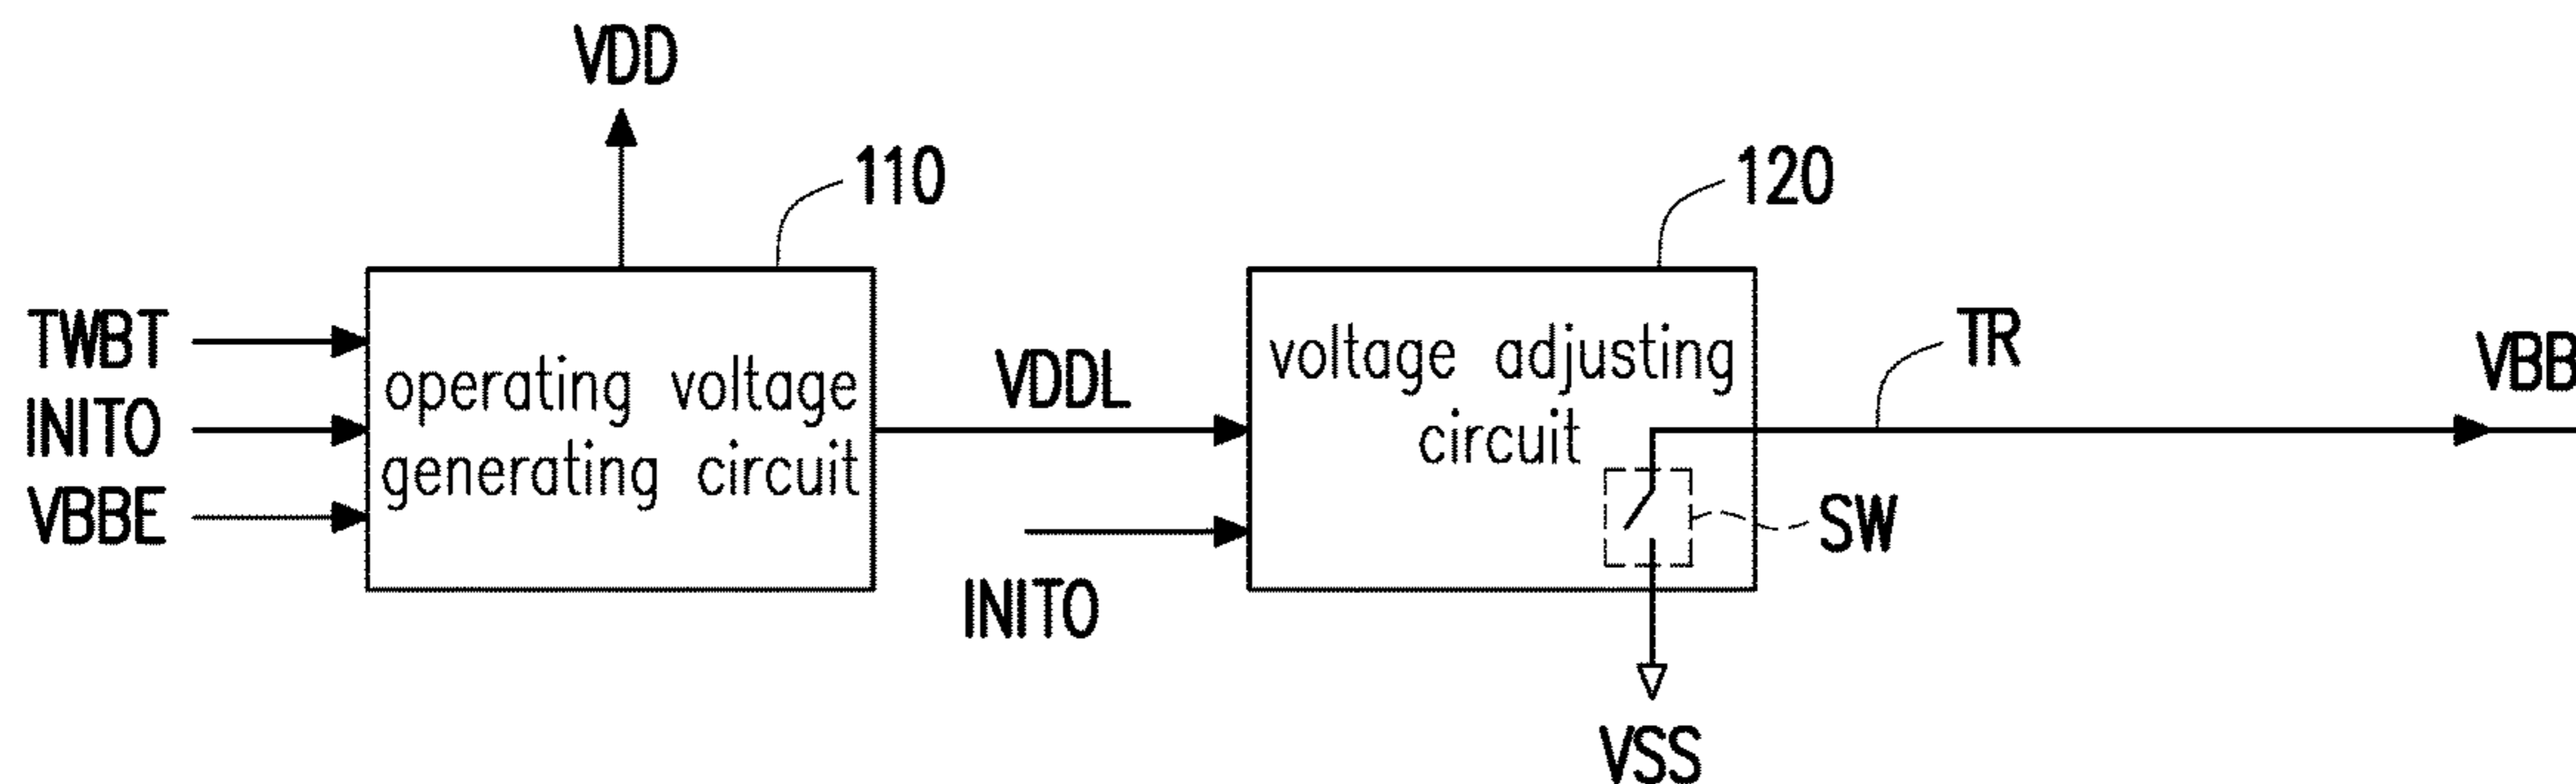 VDD
110
120
TWBT
INITO
VBBE
operating voltage
generating circuit
VDDL
INITO
voltage adjusting
circuit
TR
VBB
SW
VSS